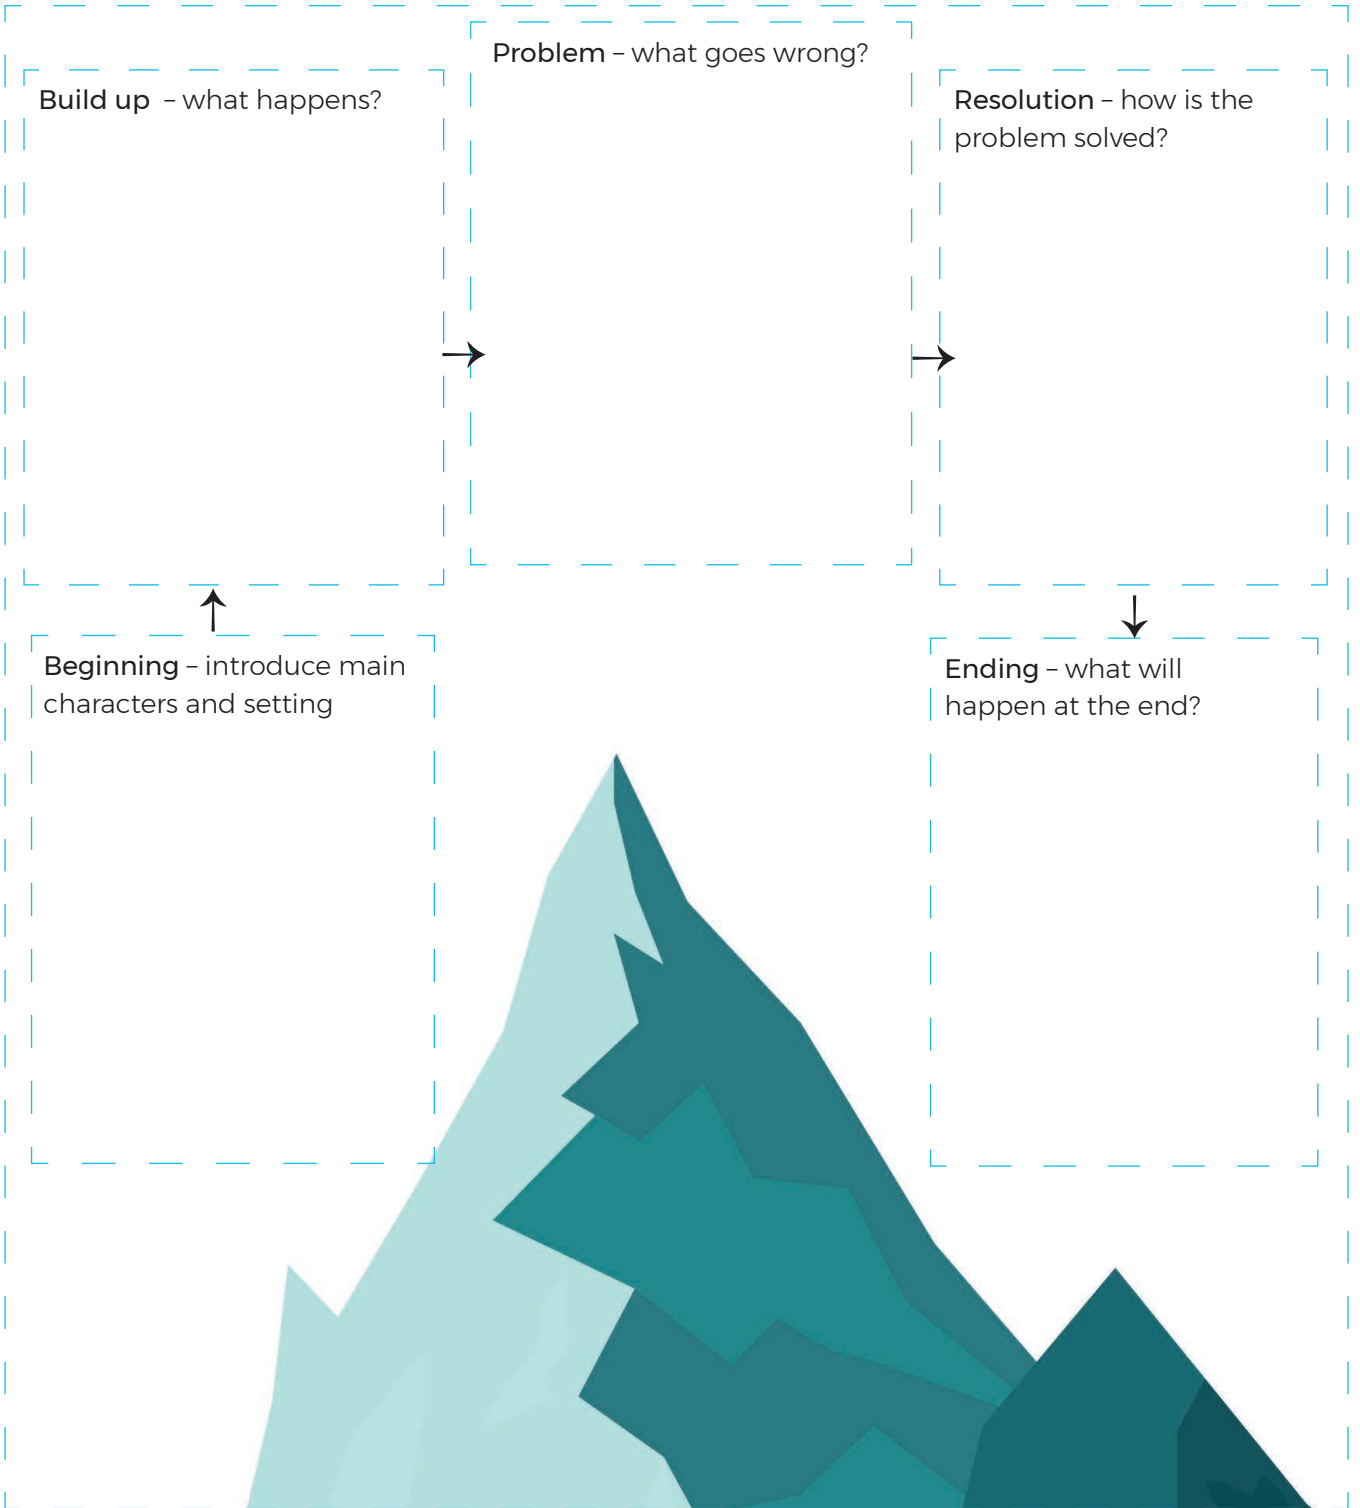 Problem – what goes wrong?
Build up – what happens?
Resolution – how is the
problem solved?
Beginning – introduce main
characters and setting
Ending – what will
happen at the end?